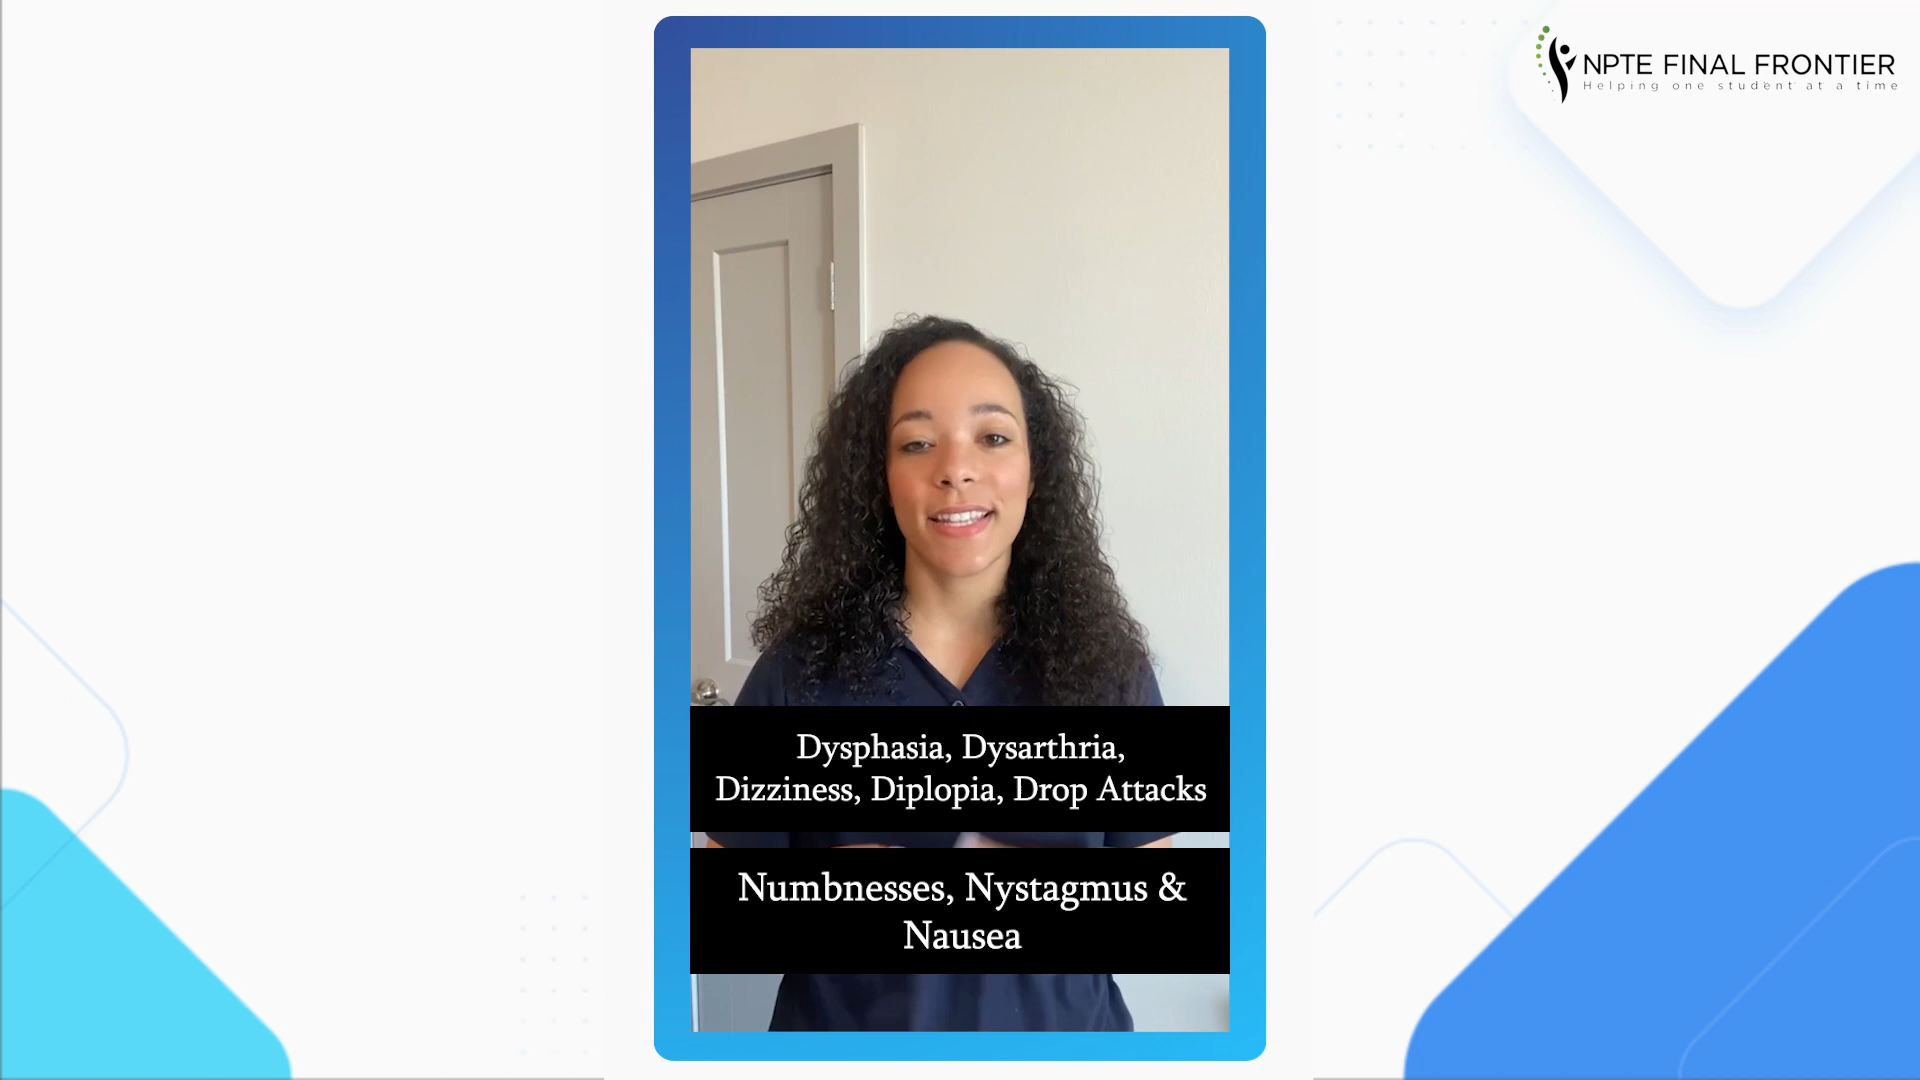 NPTE FINAL FRONTIER
Helping one student at a time
Dysphasia, Dysarthria,
Dizziness, Diplopia, Drop Attacks
Numbnesses, Nystagmus &
Nausea